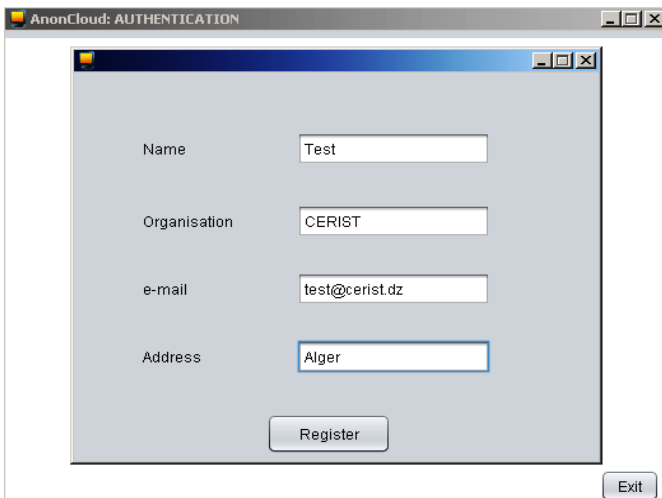 AnonCloud: AUTHENTICATION
Name Test
Organisation CERIST
e-mail test@cerist.dz
Address Alger
Register
Exit